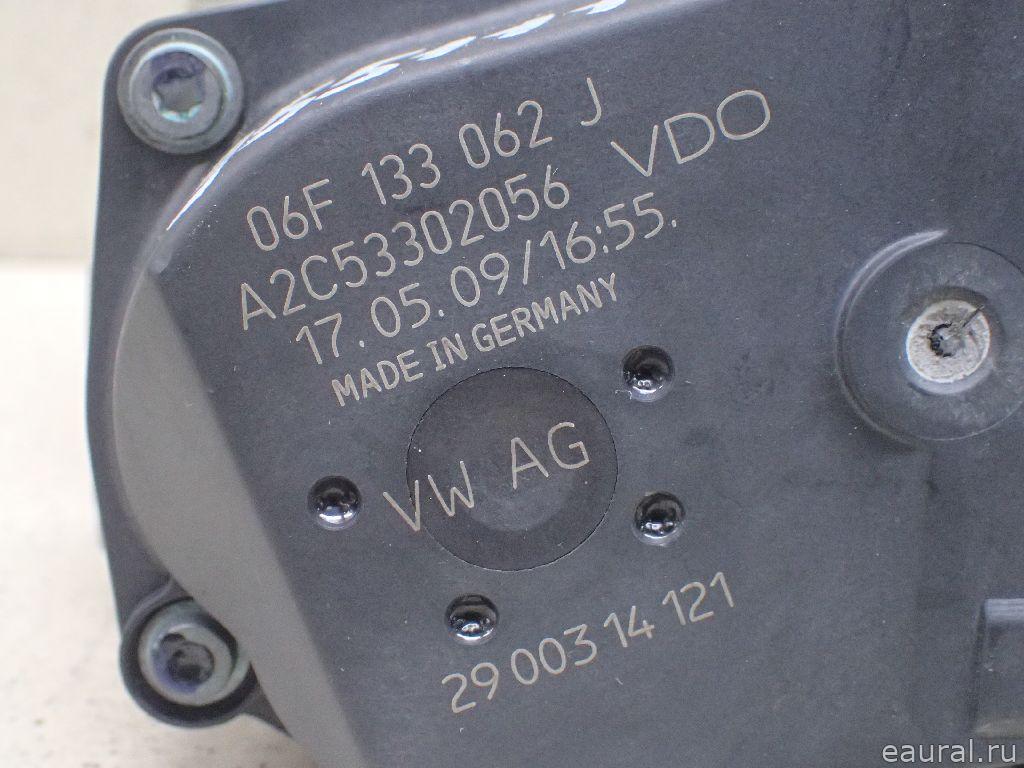 06F 133 062 J
A2C53302056 VDO
17.05.09/16:55.
MADE IN GERMANY
VW AG
29 003 14 121
eaural.ru